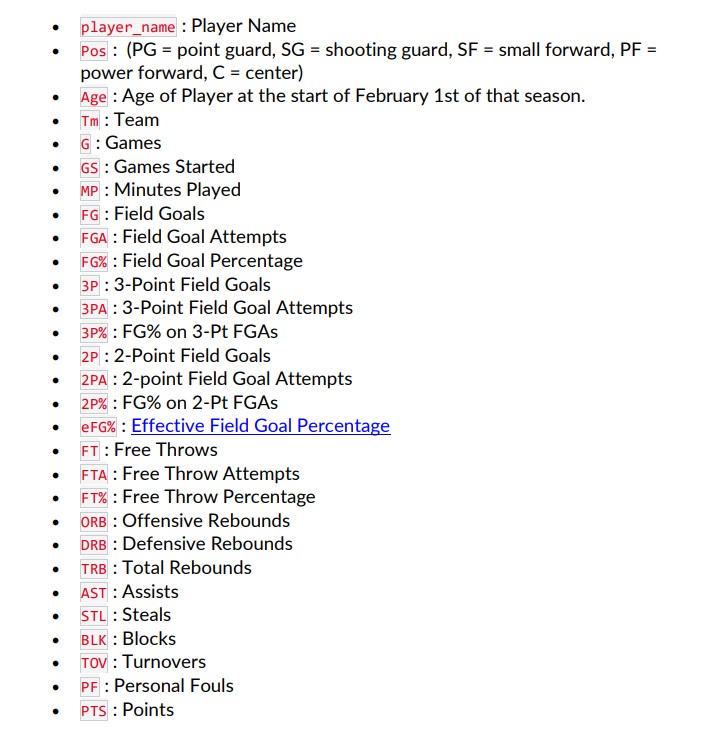 player_name : Player Name
Pos : (PG = point guard, SG = shooting guard, SF = small forward, PF =
power forward, C = center)
Age : Age of Player at the start of February 1st of that season.
Tm : Team
G : Games
GS : Games Started
MP : Minutes Played
FG : Field Goals
FGA : Field Goal Attempts
FG% : Field Goal Percentage
3P : 3-Point Field Goals
3PA : 3-Point Field Goal Attempts
3P% : FG% on 3-Pt FGAs
2P : 2-Point Field Goals
2PA : 2-point Field Goal Attempts
2P% : FG% on 2-Pt FGAs
eFG% : Effective Field Goal Percentage
FT : Free Throws
FTA : Free Throw Attempts
FT% : Free Throw Percentage
ORB : Offensive Rebounds
DRB : Defensive Rebounds
TRB : Total Rebounds
AST : Assists
STL : Steals
BLK : Blocks
TOV : Turnovers
PF : Personal Fouls
PTS : Points